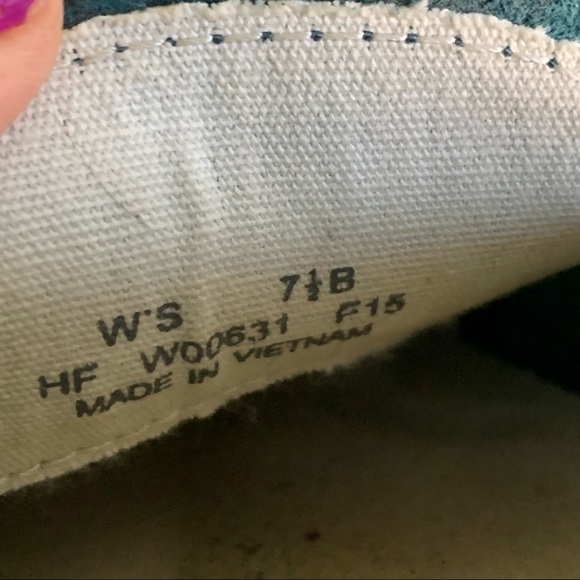 W'S 7½B
HF W00631 F15
MADE IN VIETNAM